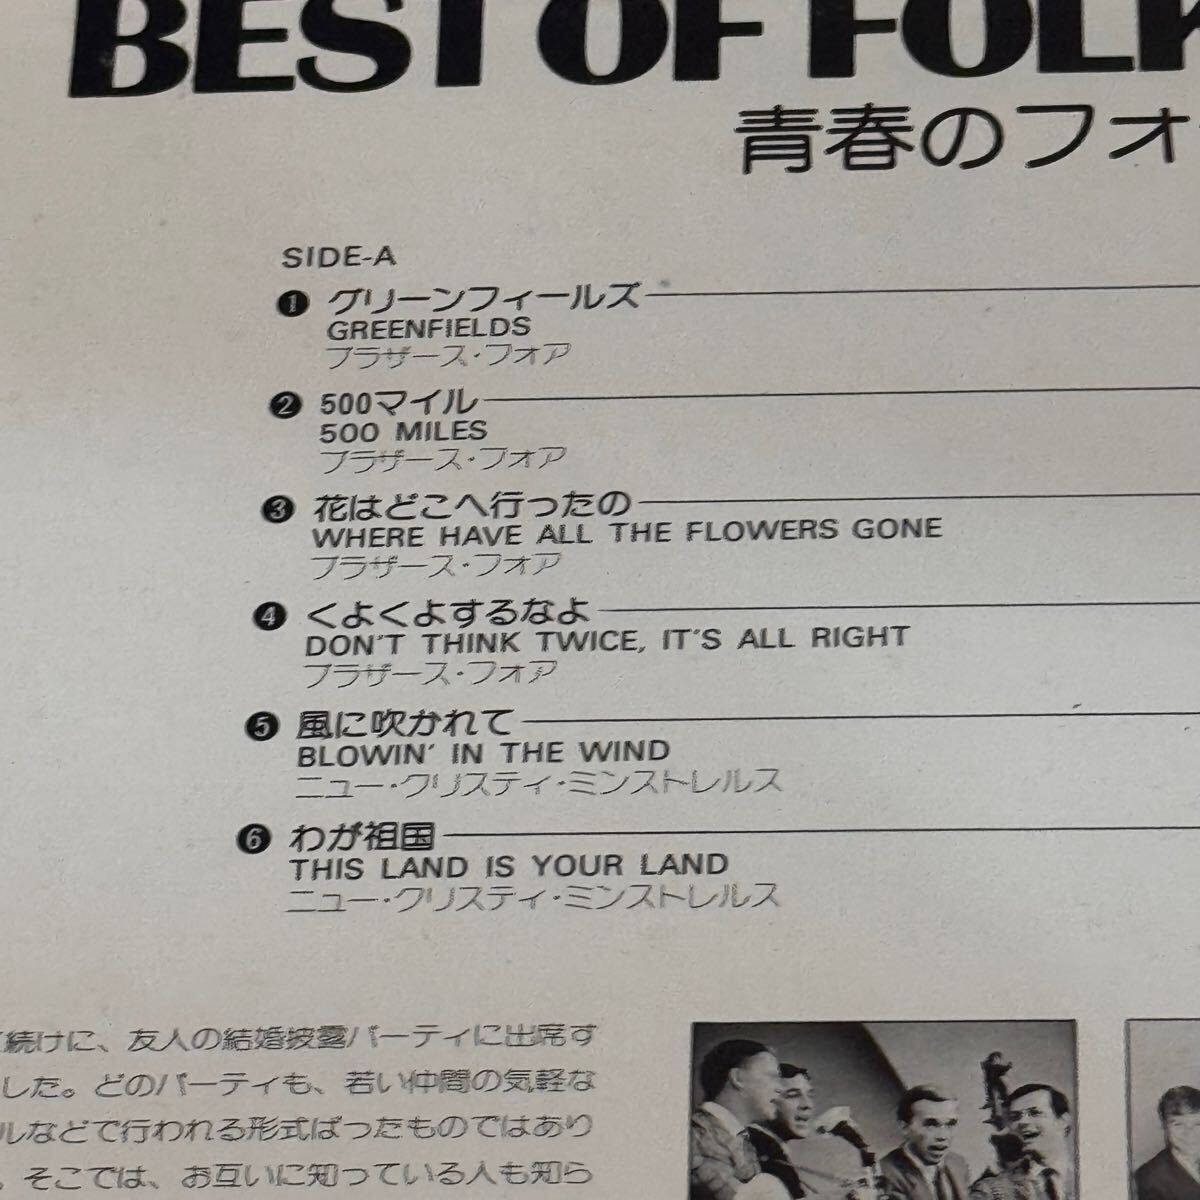 BEST OF FOLK
青春のフォ
SIDE-A
❶ グリーンフィールズ
GREENFIELDS
ブラザース・フォア
❷ 500マイル
500 MILES
ブラザース・フォア
❸ 花はどこへ行ったの
WHERE HAVE ALL THE FLOWERS GONE
ブラザース・フォア
❹ くよくよするなよ
DON'T THINK TWICE, IT'S ALL RIGHT
ブラザース・フォア
❺ 風に吹かれて
BLOWIN' IN THE WIND
ニュー・クリスティ・ミンストレルス
❻ わが祖国
THIS LAND IS YOUR LAND
ニュー・クリスティ・ミンストレルス
続けに、友人の結婚披露パーティに出席す
した。どのパーティも、若い仲間の気軽な
ルなどで行われる形式ばったものではあり
。そこでは、お互いに知っている人も知ら